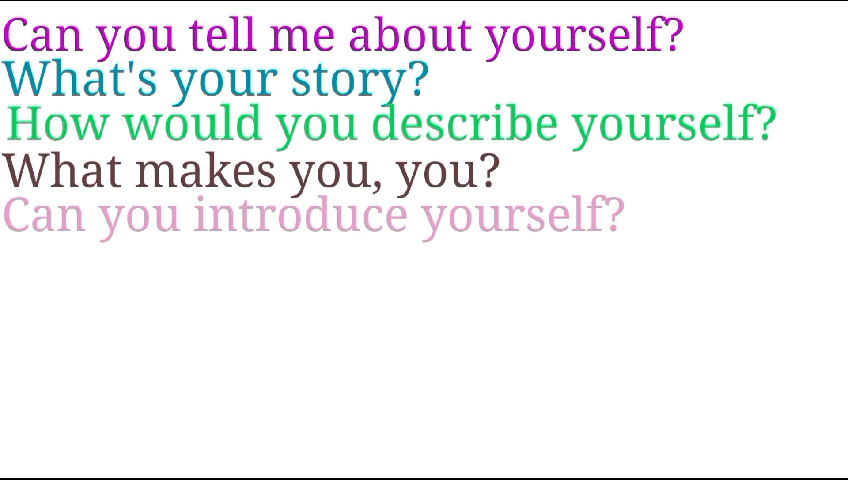 Can you tell me about yourself?
What's your story?
How would you describe yourself?
What makes you, you?
Can you introduce yourself?